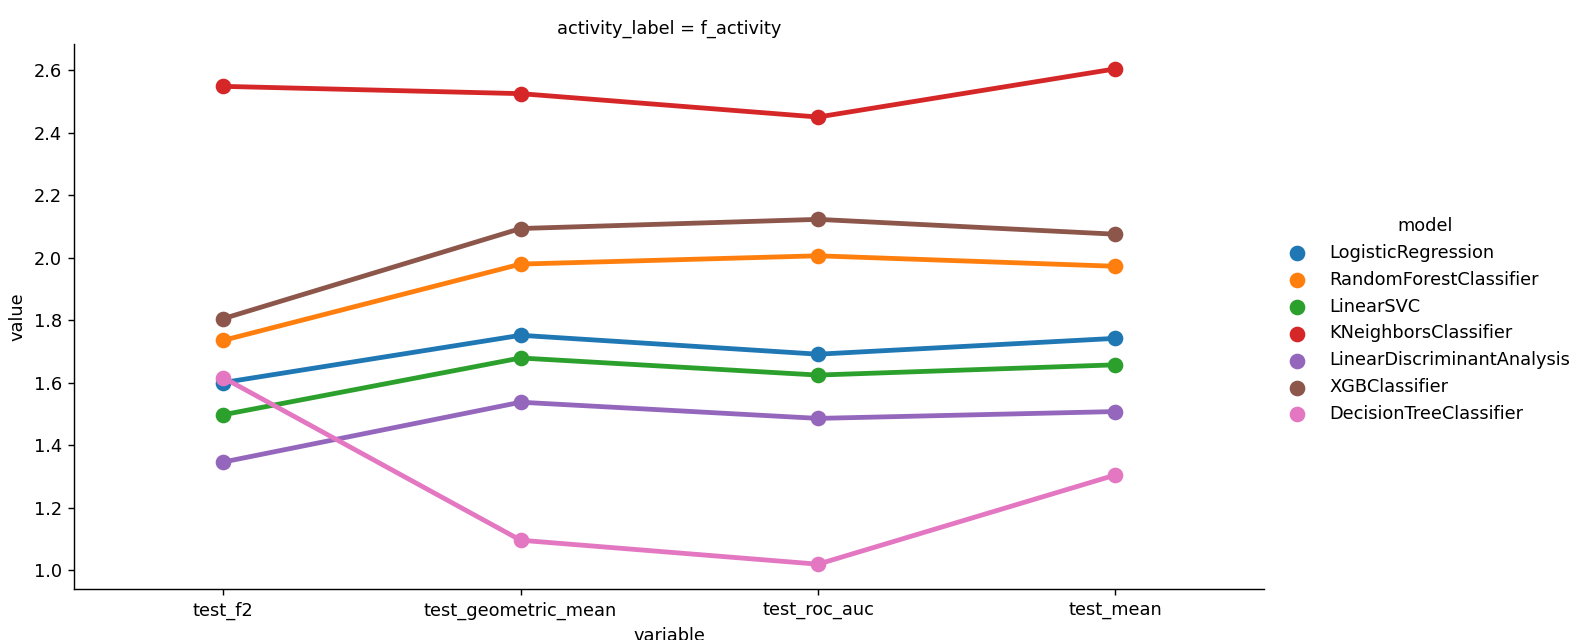 activity_label = f_activity
2.6
2.4
2.2
2.0
1.8
1.6
1.4
1.2
1.0
value
test_f2
test_geometric_mean
test_roc_auc
test_mean
variable
model
LogisticRegression
RandomForestClassifier
LinearSVC
KNeighborsClassifier
LinearDiscriminantAnalysis
XGBClassifier
DecisionTreeClassifier